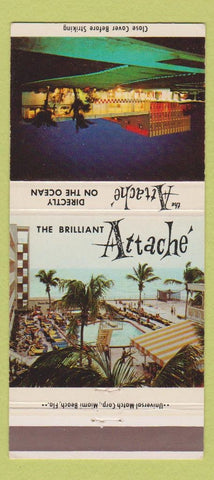 Close Cover Before Striking
the Attaché
DIRECTLY
ON THE OCEAN
THE BRILLIANT Attaché
··Universal Match Corp., Miami Beach, Fla.··